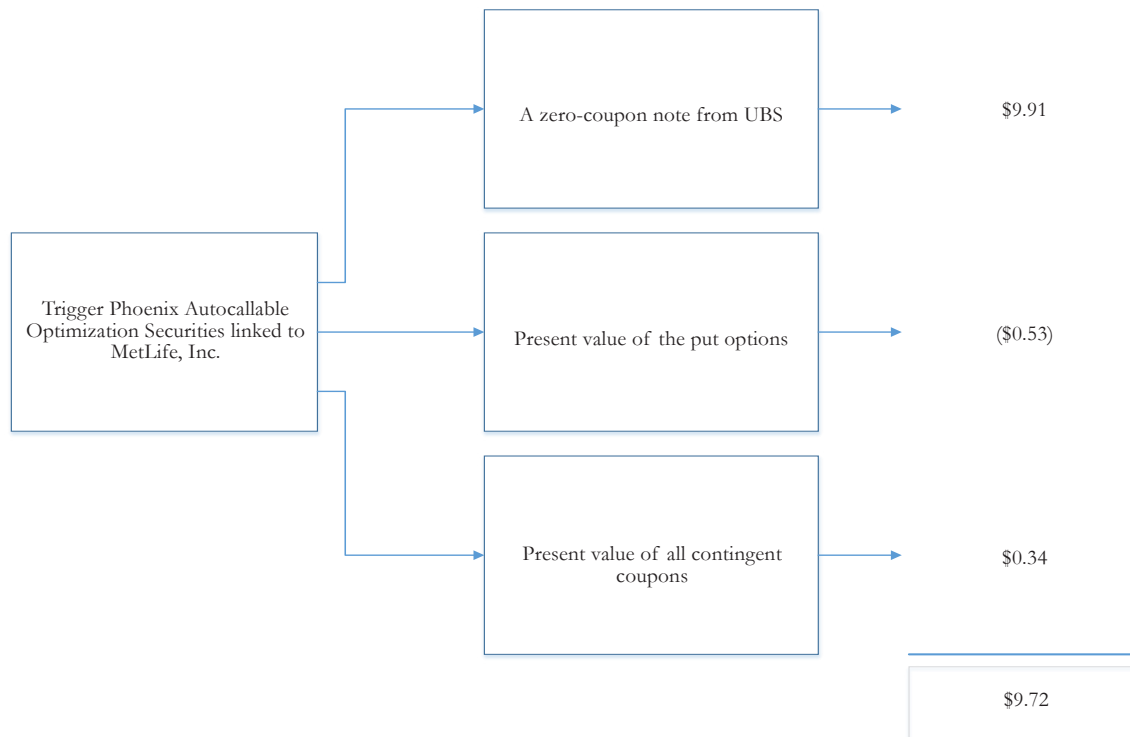 A zero-coupon note from UBS
$9.91
Trigger Phoenix Autocallable
Optimization Securities linked to
MetLife, Inc.
Present value of the put options
($0.53)
Present value of all contingent
coupons
$0.34
$9.72